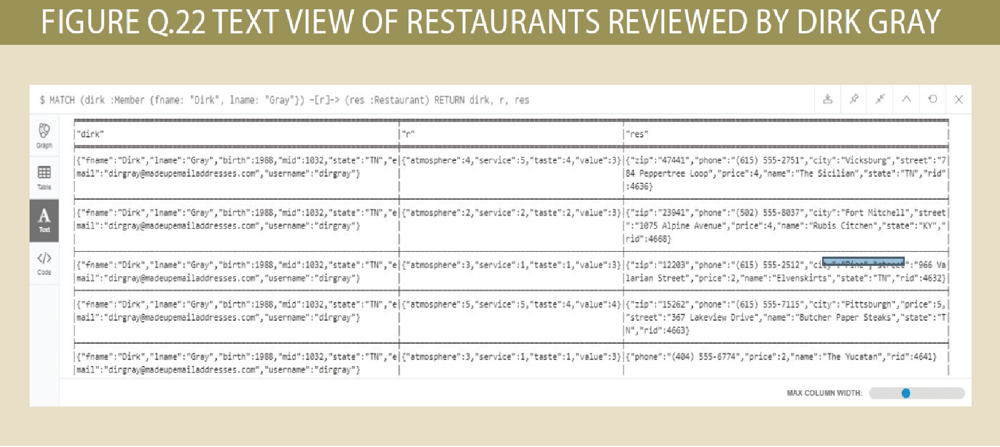 FIGURE Q.22 TEXT VIEW OF RESTAURANTS REVIEWED BY DIRK GRAY
$ MATCH (dirk :Member {fname: "Dirk", lname: "Gray"}) -[r]-> (res :Restaurant) RETURN dirk, r, res
Graph
Table
A
Text
</>
Code
"dirk"
"r"
"res"
{"fname":"Dirk","lname":"Gray","birth":1988,"mid":1032,"state":"TN","e
mail":"dirgray@madeupemailaddresses.com","username":"dirgray"}
{"atmosphere":4,"service":5,"taste":4,"value":3}
{"zip":"47441","phone":"(615) 555-2751","city":"Vicksburg","street":"7
84 Peppertree Loop","price":4,"name":"The Sicilian","state":"TN","rid"
:4636}
{"fname":"Dirk","lname":"Gray","birth":1988,"mid":1032,"state":"TN","e
mail":"dirgray@madeupemailaddresses.com","username":"dirgray"}
{"atmosphere":2,"service":2,"taste":2,"value":3}
{"zip":"23941","phone":"(502) 555-8037","city":"Fort Mitchell","street
":"1075 Alpine Avenue","price":4,"name":"Rubis Citchen","state":"KY","
rid":4668}
{"fname":"Dirk","lname":"Gray","birth":1988,"mid":1032,"state":"TN","e
mail":"dirgray@madeupemailaddresses.com","username":"dirgray"}
{"atmosphere":3,"service":1,"taste":1,"value":3}
{"zip":"12203","phone":"(615) 555-2512","city":"Pine","street":"966 Va
larian Street","price":2,"name":"Elvenskirts","state":"TN","rid":4632}
{"fname":"Dirk","lname":"Gray","birth":1988,"mid":1032,"state":"TN","e
mail":"dirgray@madeupemailaddresses.com","username":"dirgray"}
{"atmosphere":5,"service":5,"taste":4,"value":4}
{"zip":"15262","phone":"(615) 555-7115","city":"Pittsburgh","price":5,
"street":"367 Lakeview Drive","name":"Butcher Paper Steaks","state":"T
N","rid":4663}
{"fname":"Dirk","lname":"Gray","birth":1988,"mid":1032,"state":"TN","e
mail":"dirgray@madeupemailaddresses.com","username":"dirgray"}
{"atmosphere":3,"service":1,"taste":1,"value":3}
{"phone":"(404) 555-6774","price":2,"name":"The Yucatan","rid":4641}
MAX COLUMN WIDTH: